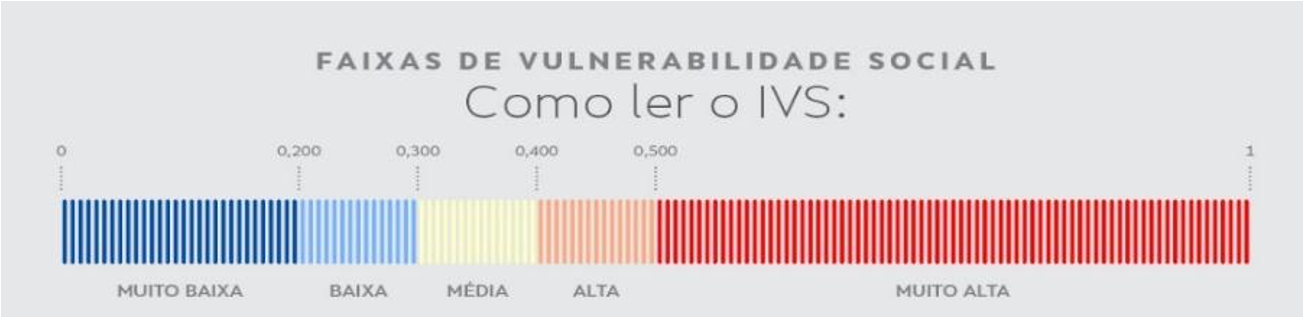 FAIXAS DE VULNERABILIDADE SOCIAL
Como ler o IVS:
0 0,200 0,300 0,400 0,500 1
MUITO BAIXA BAIXA MÉDIA ALTA MUITO ALTA